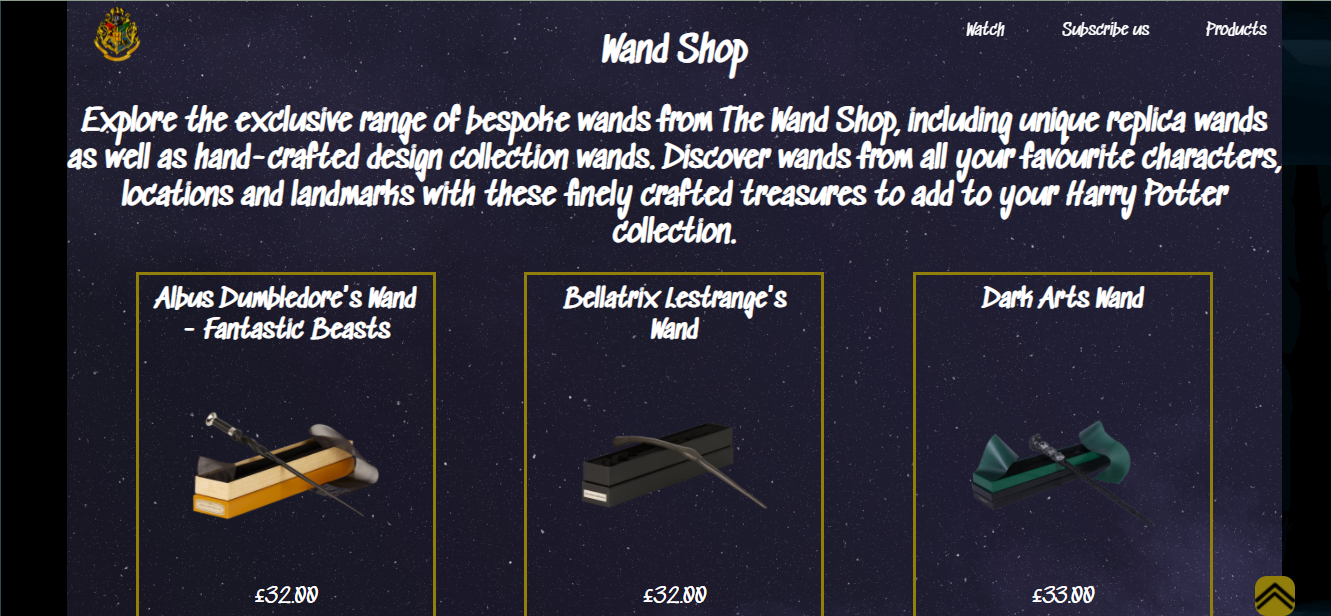 Watch Subscribe us Products
Wand Shop
Explore the exclusive range of bespoke wands from The Wand Shop, including unique replica wands
as well as hand-crafted design collection wands. Discover wands from all your favourite characters,
locations and landmarks with these finely crafted treasures to add to your Harry Potter
collection.
Albus Dumbledore's Wand
- Fantastic Beasts
Bellatrix Lestrange's
Wand
Dark Arts Wand
£32.00
£32.00
£33.00